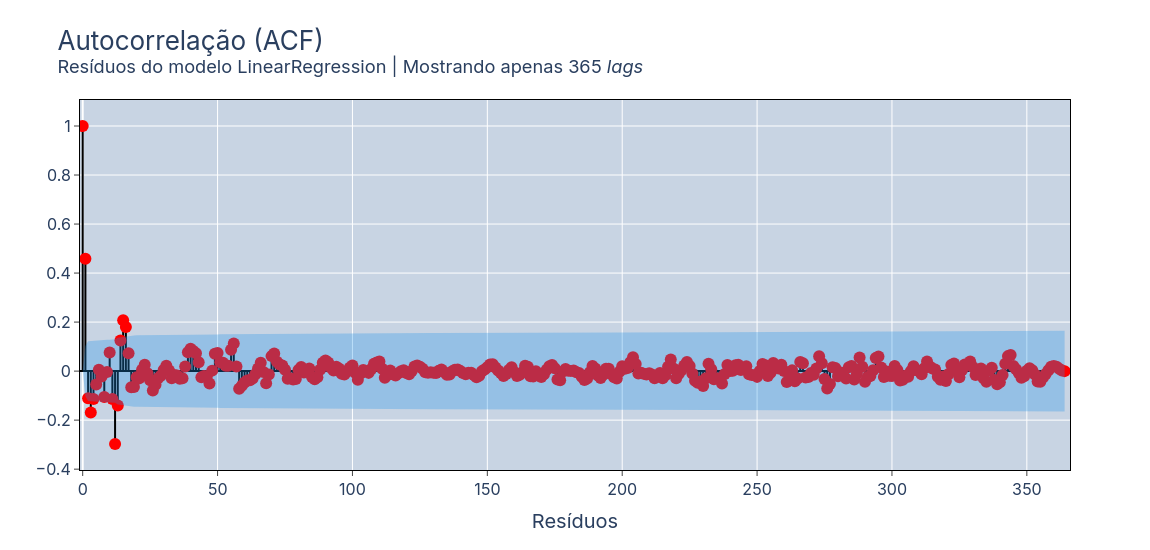 Autocorrelação (ACF)
Resíduos do modelo LinearRegression | Mostrando apenas 365 lags
1
0.8
0.6
0.4
0.2
0
−0.2
−0.4
0 50 100 150 200 250 300 350
Resíduos